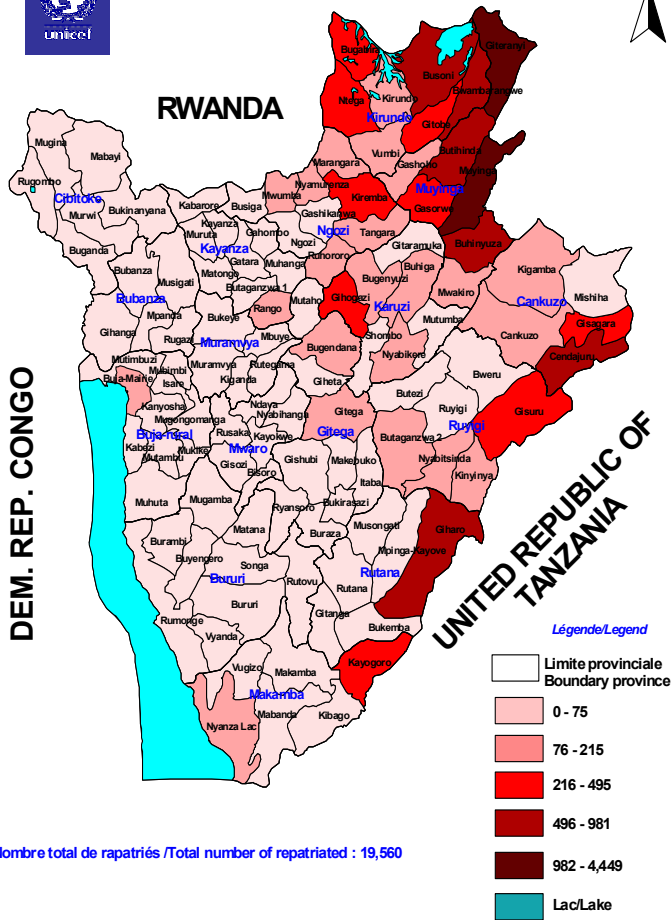 unicef
Giteranyi
Bugabira
Busoni
Bwambarangwe
Ntega
Kirundo
RWANDA
Kirundo
Gitobe
Mugina
Mabayi
Vumbi
Butihinda
Marangara
Gashoho
Muyinga
Rugombo
Nyamurenza
Muyinga
Cibitoke
Mwumba
Kiremba
Murwi
Bukinanyana
Kabarore
Busiga
Gasorwe
Gashikanwa
Kayanza
Muruta
Gahombo
Ngozi
Tangara
Buganda
Kayanza
Ngozi
Gitaramuka
Buhinyuza
Gatara
Muhanga
Ruhororo
Bubanza
Matongo
Buhiga
Kigamba
Musigati
Butaganzwa 1
Bugenyuzi
Bubanza
Mutaho
Gihogazi
Mwakiro
Cankuzo
Mishiha
Rango
Karuzi
Mpanda
Bukeye
Mutumba
Gihanga
Rugazi
Mbuye
Shombo
Gisagara
Muramvya
Cankuzo
Bugendana
Nyabikere
Cendajuru
Mutimbuzi
Mubimbi
Muramvya
Rutegama
Bweru
Buja-Mairie
Isare
Kiganda
Giheta
Butezi
Kanyosha
Ndaya
Gisuru
Nyabihanga
Gitega
Ruyigi
Mugongomanga
Rusaka
Kayokwe
Gitega
Ruyigi
Buja-rural
Butaganzwa 2
Kabezi
Mukike
Mwaro
Mutambu
Gisozi
Gishubi
Makebuko
Nyabitsinda
Bisoro
Itaba
Kinyinya
DEM. REP. CONGO
Muhuta
Mugamba
Ryansoro
Bukirasazi
Giharo
Matana
Buraza
Musongati
Burambi
Mpinga-Kayove
Buyengero
Songa
UNITED REPUBLIC OF
TANZANIA
Bururi
Rutovu
Rutana
Rutana
Bururi
Rumonge
Gitanga
Bukemba
Vyanda
Vugizo
Makamba
Kayogoro
Makamba
Nyanza Lac
Mabanda
Kibago
Légende/Legend
Limite provinciale
Boundary province
0 - 75
76 - 215
216 - 495
496 - 981
982 - 4,449
Lac/Lake
Nombre total de rapatriés /Total number of repatriated : 19,560